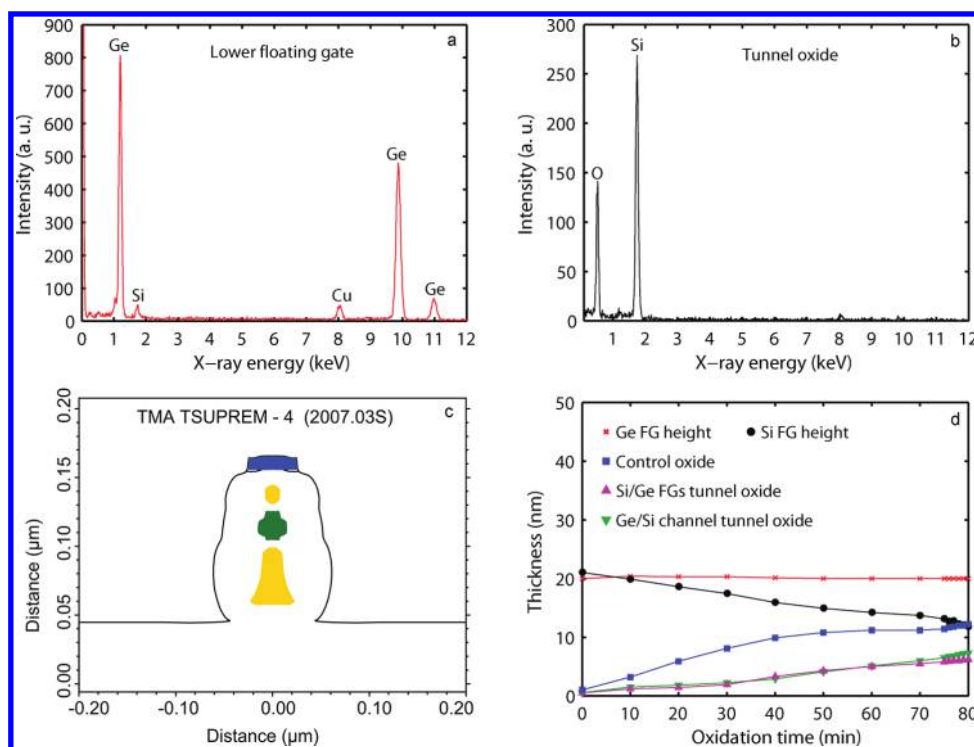 a
Lower floating gate
Ge
Si
Cu
Ge
Ge
900
800
700
600
500
400
300
200
100
0
Intensity (a. u.)
0 1 2 3 4 5 6 7 8 9 10 11 12
X−ray energy (keV)
b
Tunnel oxide
Si
O
300
250
200
150
100
50
0
Intensity (a. u.)
1 2 3 4 5 6 7 8 9 10 11 12
X−ray energy (keV)
c
TMA TSUPREM - 4 (2007.03S)
0.20
0.15
0.10
0.05
0.00
Distance (µm)
-0.20 -0.10 0.00 0.10 0.20
Distance (µm)
d
Ge FG height
Si FG height
Control oxide
Si/Ge FGs tunnel oxide
Ge/Si channel tunnel oxide
50
40
30
20
10
0
Thickness (nm)
0 10 20 30 40 50 60 70 80
Oxidation time (min)